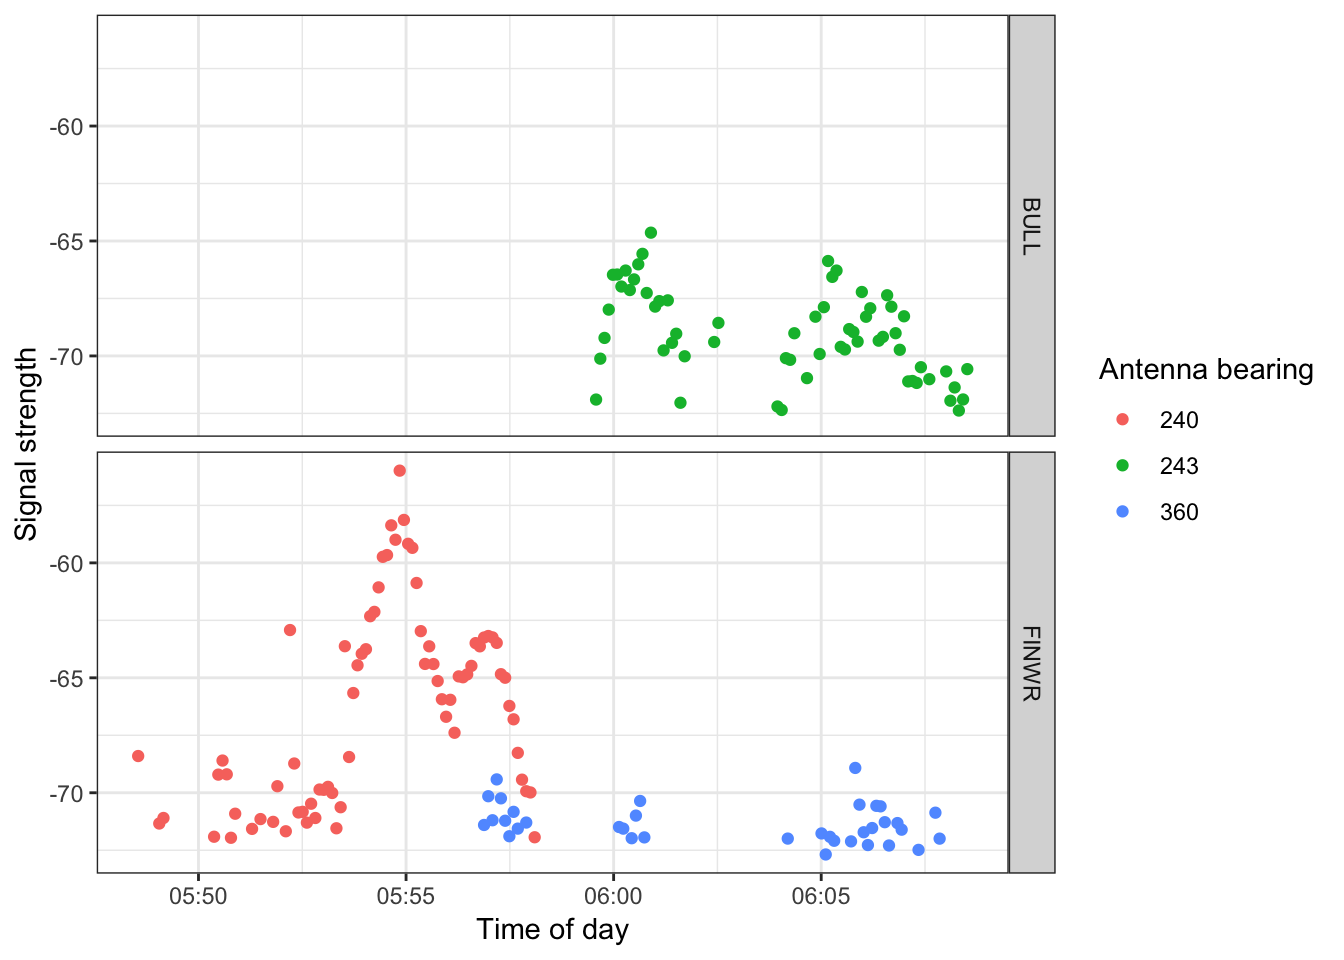 -60
-65
-70
BULL
-60
-65
-70
FINWR
05:50
05:55
06:00
06:05
Time of day
Signal strength
Antenna bearing
240
243
360